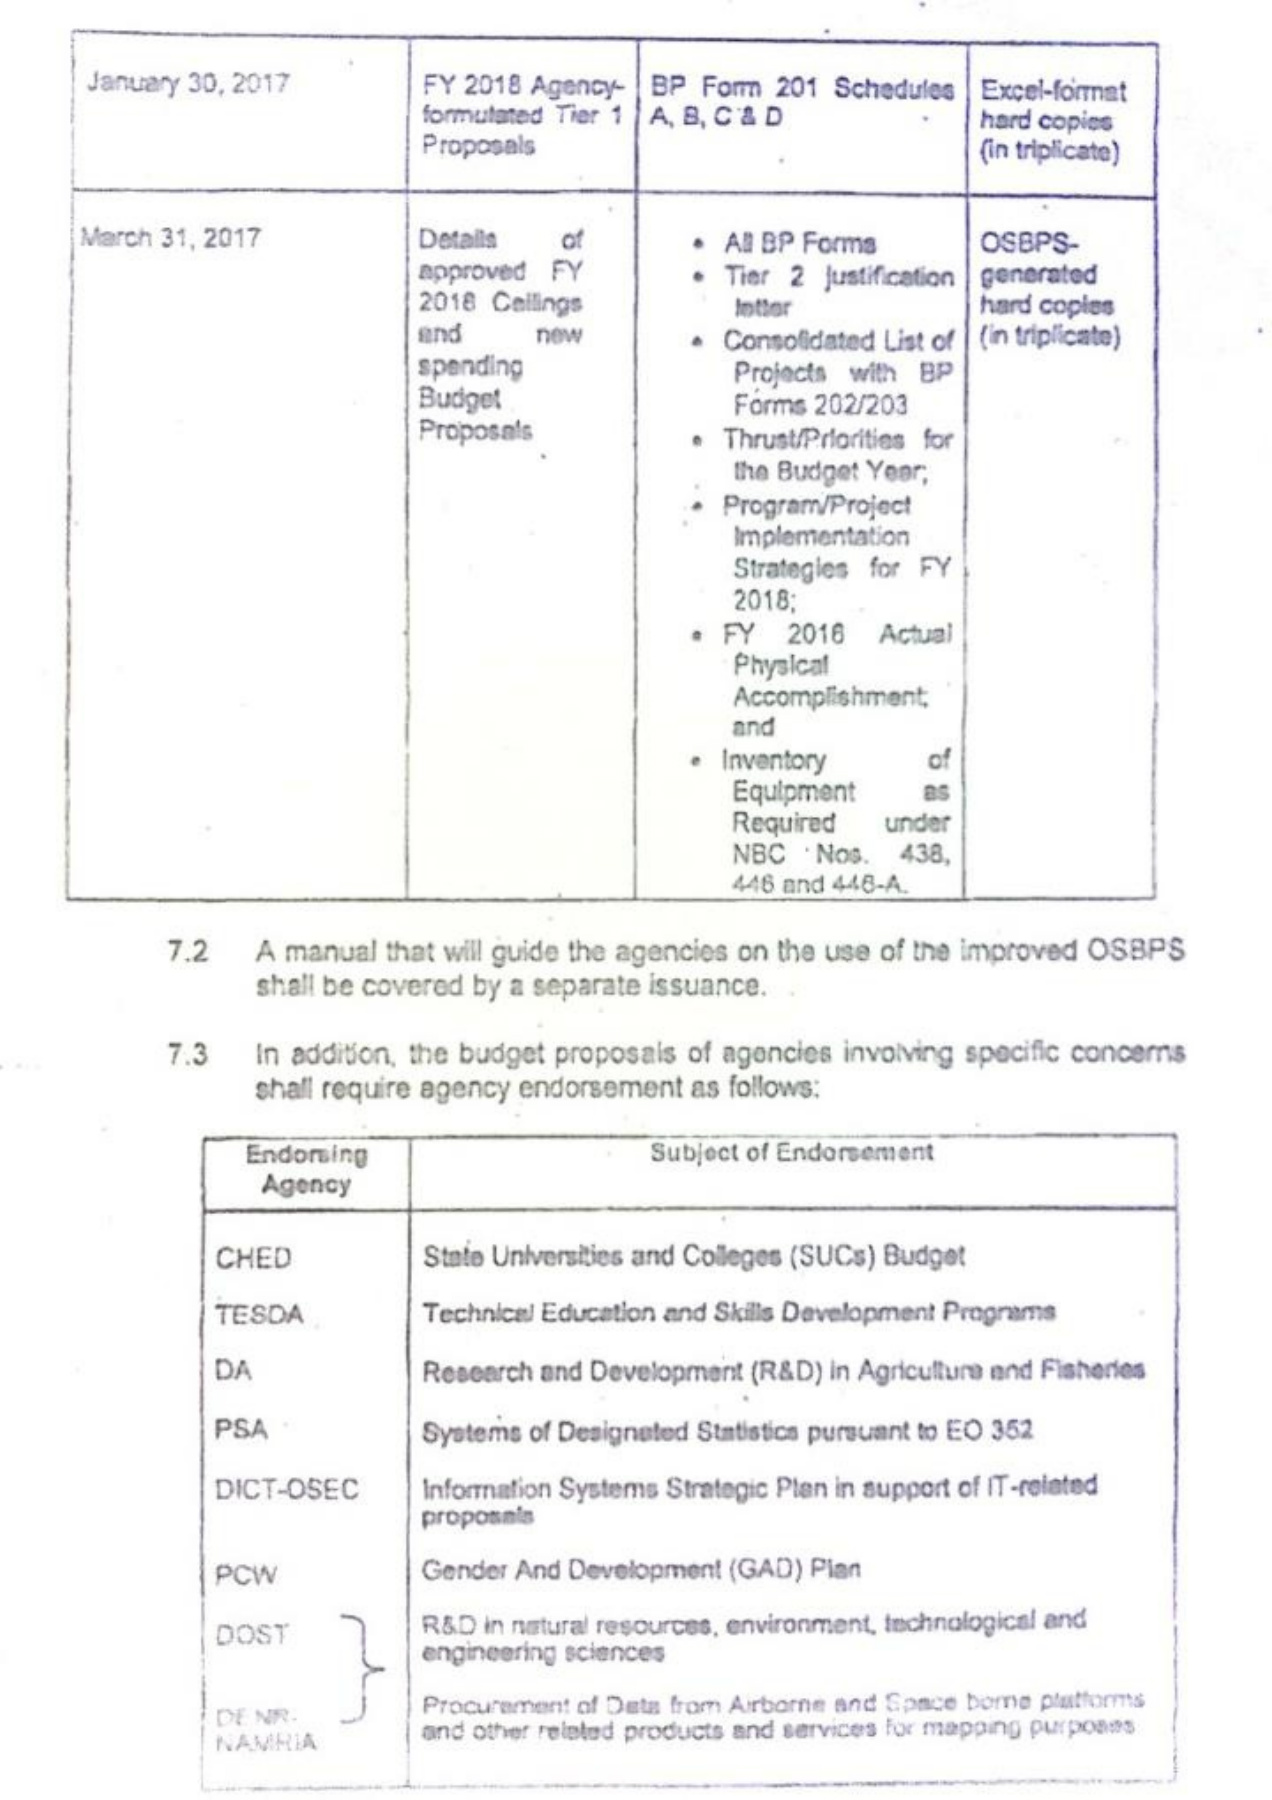 January 30, 2017
FY 2018 Agency-
formulated Tier 1
Proposals
BP Form 201 Schedules
A, B, C & D
Excel-format
hard copies
(in triplicate)
March 31, 2017
Details of
approved FY
2018 Ceilings
and new
spending
Budget
Proposals
• All BP Forms
• Tier 2 justification
letter
• Consolidated List of
Projects with BP
Forms 202/203
• Thrust/Priorities for
the Budget Year;
• Program/Project
Implementation
Strategies for FY
2018;
• FY 2016 Actual
Physical
Accomplishment;
and
• Inventory of
Equipment as
Required under
NBC Nos. 438,
446 and 446-A.
OSBPS-
generated
hard copies
(in triplicate)
7.2 A manual that will guide the agencies on the use of the improved OSBPS
shall be covered by a separate issuance.
7.3 In addition, the budget proposals of agencies involving specific concerns
shall require agency endorsement as follows:
Endorsing
Agency
Subject of Endorsement
CHED
State Universities and Colleges (SUCs) Budget
TESDA
Technical Education and Skills Development Programs
DA
Research and Development (R&D) in Agriculture and Fisheries
PSA
Systems of Designated Statistics pursuant to EO 352
DICT-OSEC
Information Systems Strategic Plan in support of IT-related
proposals
PCW
Gender And Development (GAD) Plan
DOST
R&D in natural resources, environment, technological and
engineering sciences
DENR-
NAMRIA
Procurement of Data from Airborne and Space borne platforms
and other related products and services for mapping purposes